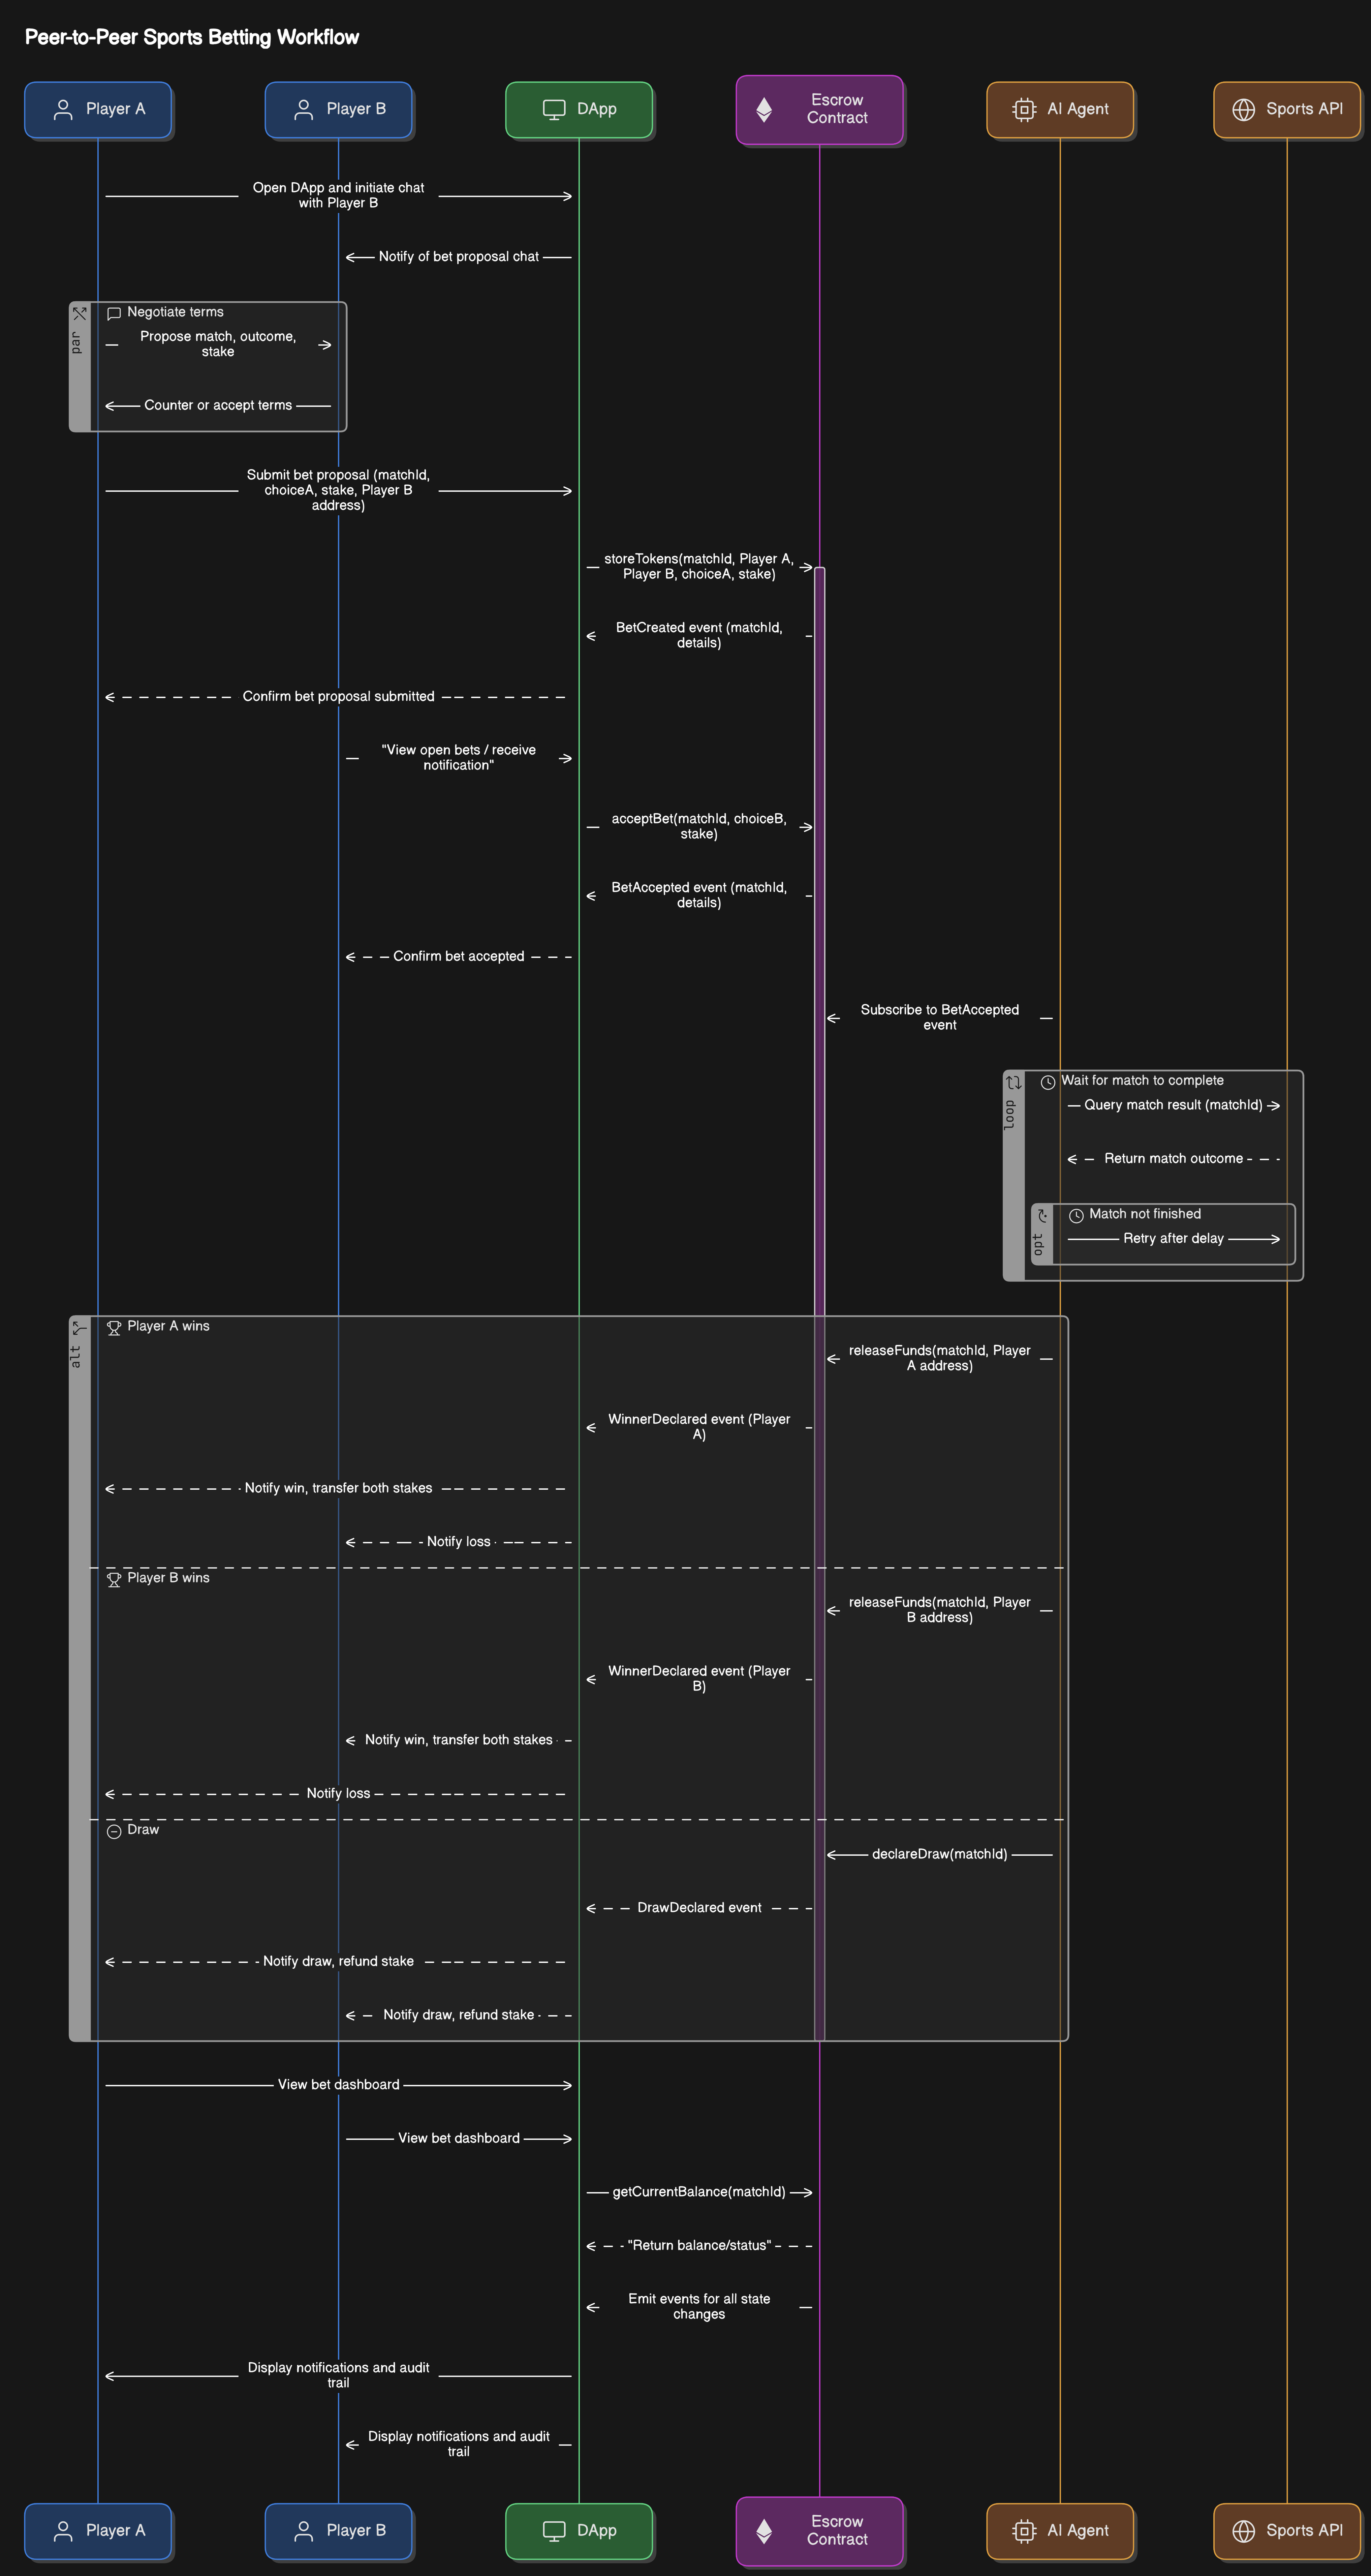 Peer-to-Peer Sports Betting Workflow
Player A
Player B
DApp
Escrow
Contract
AI Agent
Sports API
Open DApp and initiate chat
with Player B
Notify of bet proposal chat
par
Negotiate terms
Propose match, outcome,
stake
Counter or accept terms
Submit bet proposal (matchId,
choiceA, stake, Player B
address)
storeTokens(matchId, Player A,
Player B, choiceA, stake)
BetCreated event (matchId,
details)
Confirm bet proposal submitted
"View open bets / receive
notification"
acceptBet(matchId, choiceB,
stake)
BetAccepted event (matchId,
details)
Confirm bet accepted
Subscribe to BetAccepted
event
loop
Wait for match to complete
Query match result (matchId)
Return match outcome
opt
Match not finished
Retry after delay
alt
Player A wins
releaseFunds(matchId, Player
A address)
WinnerDeclared event (Player
A)
Notify win, transfer both stakes
Notify loss
Player B wins
releaseFunds(matchId, Player
B address)
WinnerDeclared event (Player
B)
Notify win, transfer both stakes
Notify loss
Draw
declareDraw(matchId)
DrawDeclared event
Notify draw, refund stake
Notify draw, refund stake
View bet dashboard
View bet dashboard
getCurrentBalance(matchId)
"Return balance/status"
Emit events for all state
changes
Display notifications and audit
trail
Display notifications and audit
trail
Player A
Player B
DApp
Escrow
Contract
AI Agent
Sports API